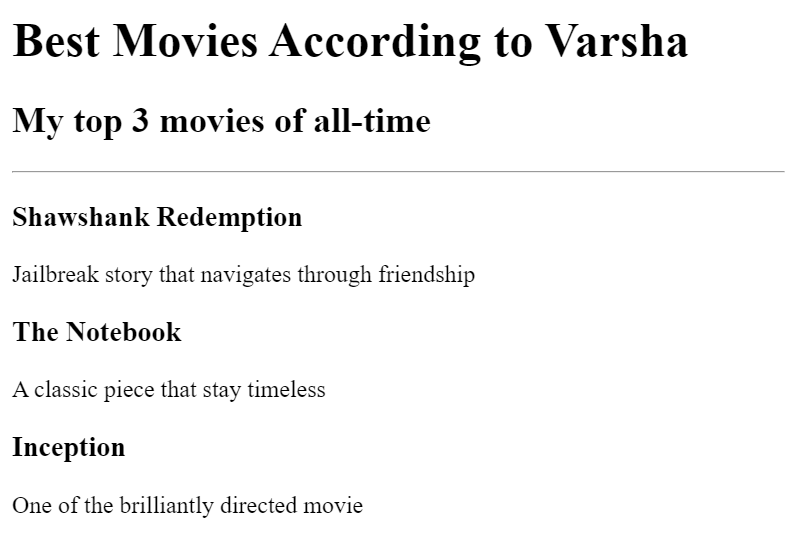 Best Movies According to Varsha
My top 3 movies of all-time
Shawshank Redemption
Jailbreak story that navigates through friendship
The Notebook
A classic piece that stay timeless
Inception
One of the brilliantly directed movie